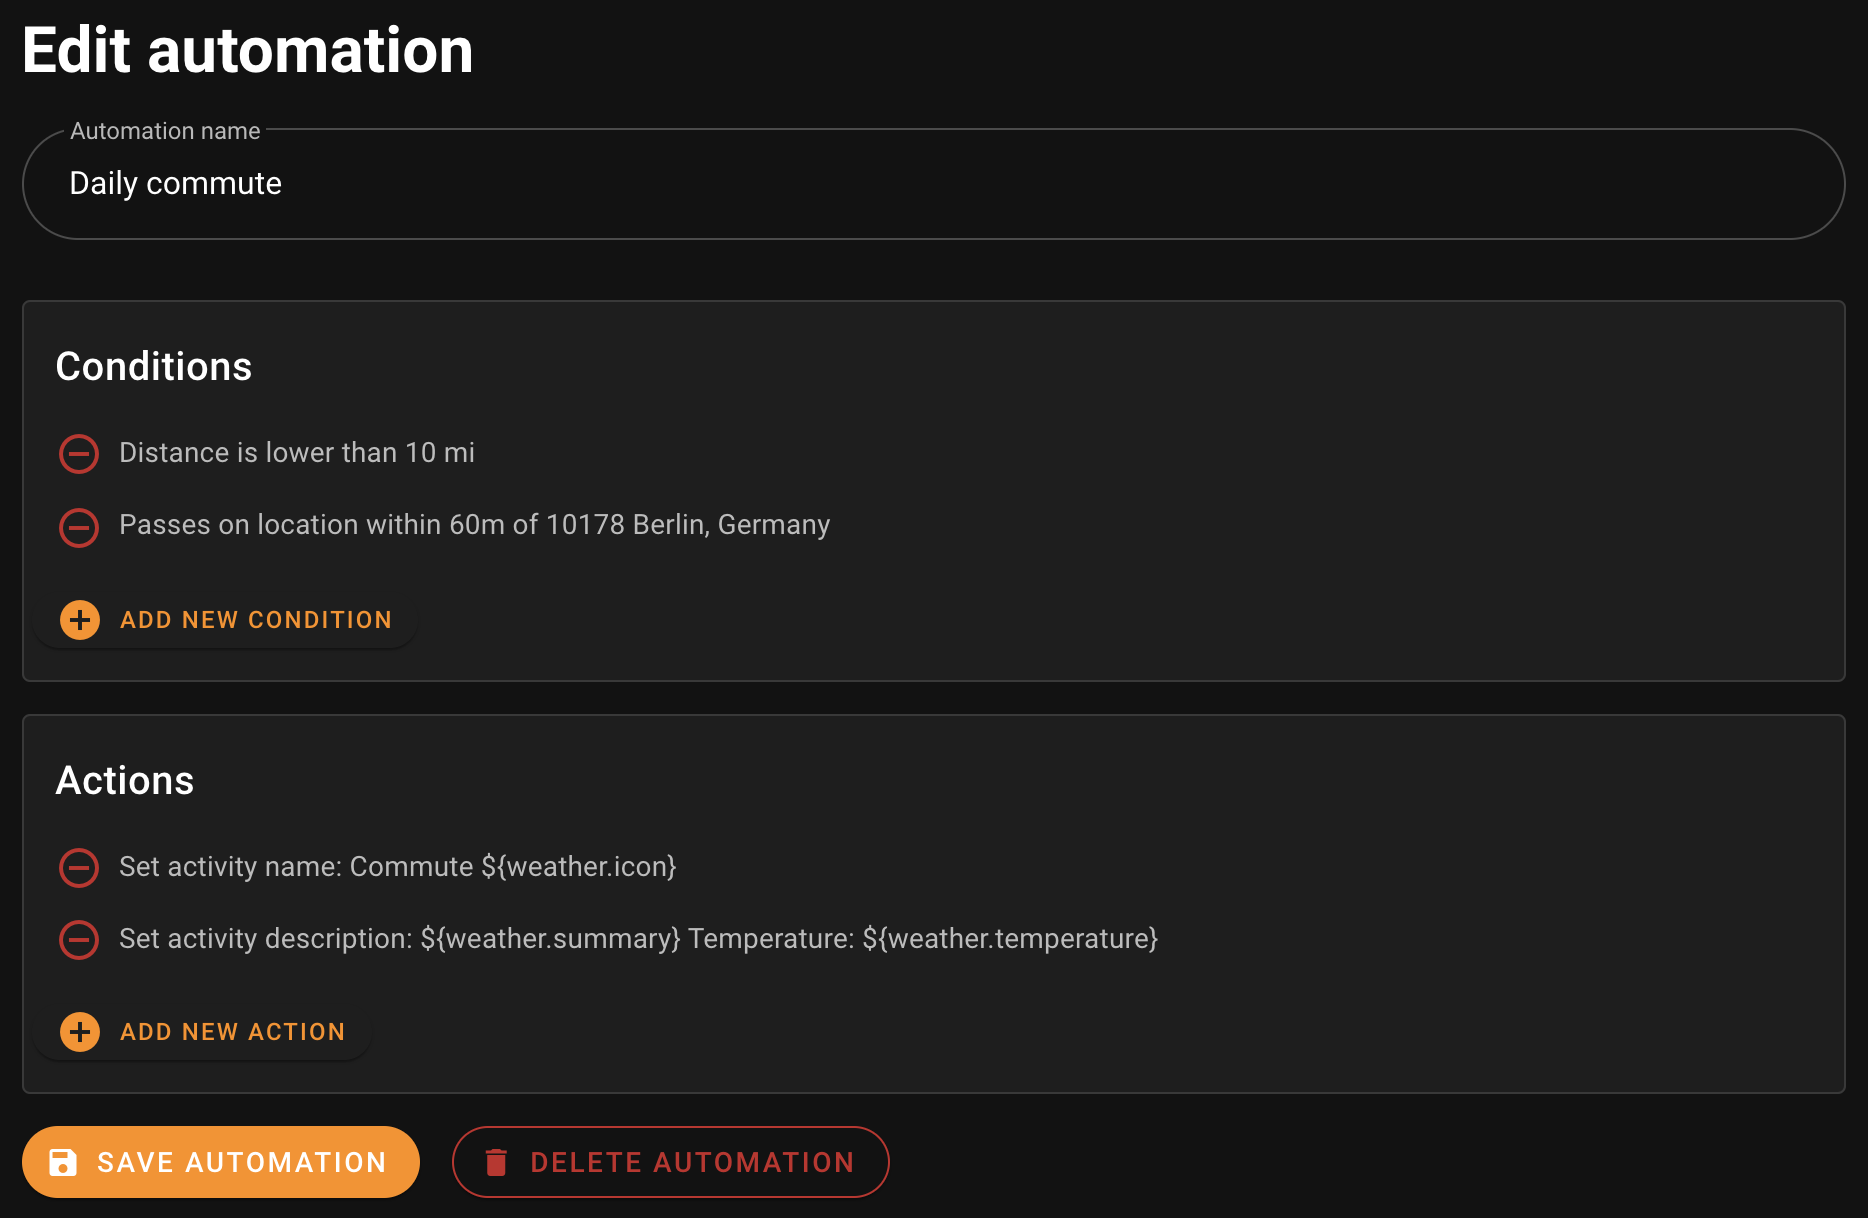 Edit automation
Automation name
Daily commute
Conditions
Distance is lower than 10 mi
Passes on location within 60m of 10178 Berlin, Germany
ADD NEW CONDITION
Actions
Set activity name: Commute ${weather.icon}
Set activity description: ${weather.summary} Temperature: ${weather.temperature}
ADD NEW ACTION
SAVE AUTOMATION
DELETE AUTOMATION